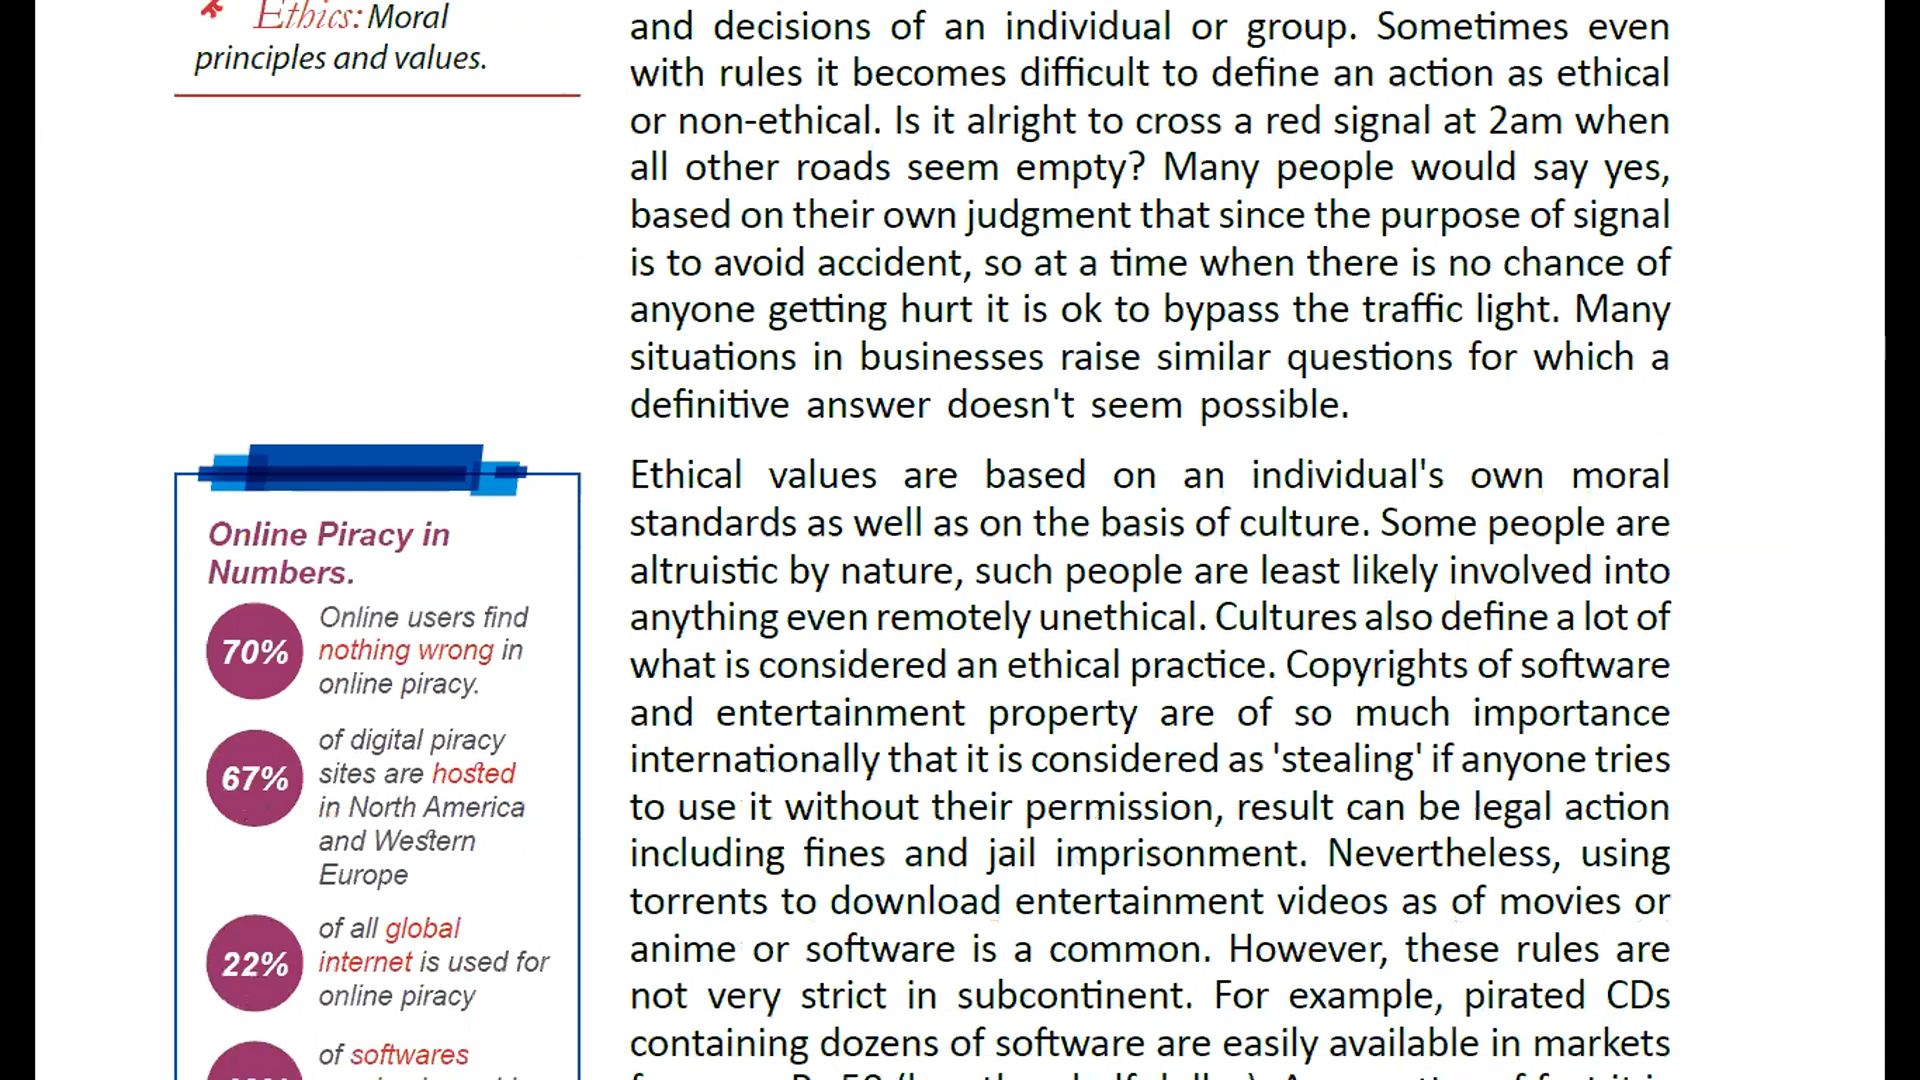 Ethics: Moral
principles and values.
and decisions of an individual or group. Sometimes even
with rules it becomes difficult to define an action as ethical
or non-ethical. Is it alright to cross a red signal at 2am when
all other roads seem empty? Many people would say yes,
based on their own judgment that since the purpose of signal
is to avoid accident, so at a time when there is no chance of
anyone getting hurt it is ok to bypass the traffic light. Many
situations in businesses raise similar questions for which a
definitive answer doesn't seem possible.
Ethical values are based on an individual's own moral
standards as well as on the basis of culture. Some people are
altruistic by nature, such people are least likely involved into
anything even remotely unethical. Cultures also define a lot of
what is considered an ethical practice. Copyrights of software
and entertainment property are of so much importance
internationally that it is considered as 'stealing' if anyone tries
to use it without their permission, result can be legal action
including fines and jail imprisonment. Nevertheless, using
torrents to download entertainment videos as of movies or
anime or software is a common. However, these rules are
not very strict in subcontinent. For example, pirated CDs
containing dozens of software are easily available in markets
Online Piracy in
Numbers.
70%
Online users find
nothing wrong in
online piracy.
67%
of digital piracy
sites are hosted
in North America
and Western
Europe
22%
of all global
internet is used for
online piracy
of softwares